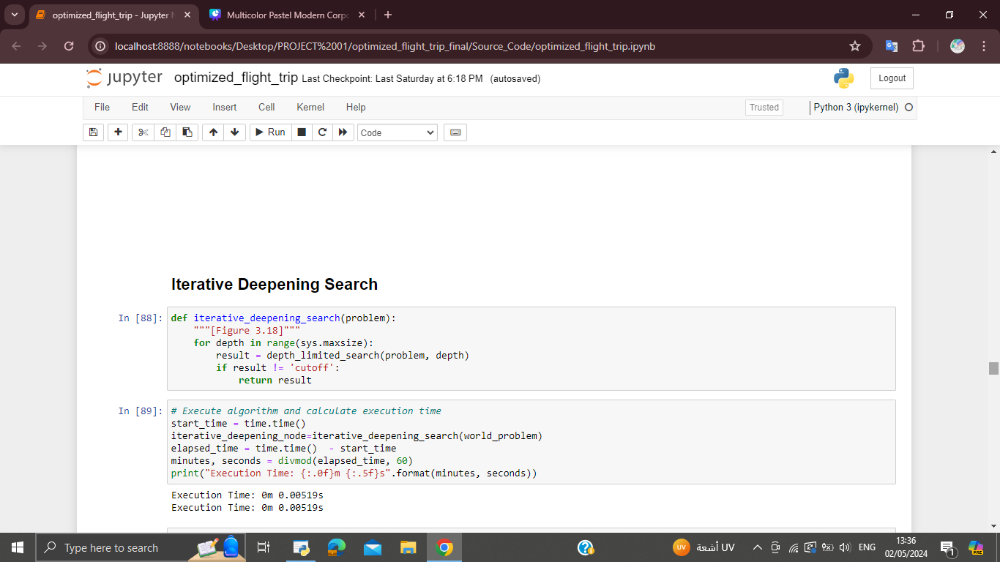 optimized_flight_trip - Jupyter N
Multicolor Pastel Modern Corpo
localhost:8888/notebooks/Desktop/PROJECT%2001/optimized_flight_trip_final/Source_Code/optimized_flight_trip.ipynb
jupyter optimized_flight_trip Last Checkpoint: Last Saturday at 6:18 PM (autosaved)
Logout
File Edit View Insert Cell Kernel Help
Trusted
Python 3 (ipykernel)
Run
Code
Iterative Deepening Search
In [88]: def iterative_deepening_search(problem):
"""[Figure 3.18]"""
for depth in range(sys.maxsize):
result = depth_limited_search(problem, depth)
if result != 'cutoff':
return result
In [89]: # Execute algorithm and calculate execution time
start_time = time.time()
iterative_deepening_node=iterative_deepening_search(world_problem)
elapsed_time = time.time()  - start_time
minutes, seconds = divmod(elapsed_time, 60)
print("Execution Time: {:.0f}m {:.5f}s".format(minutes, seconds))
Execution Time: 0m 0.00519s
Execution Time: 0m 0.00519s
Type here to search
UV
أشعة UV
ENG
13:36
02/05/2024
1
PRE